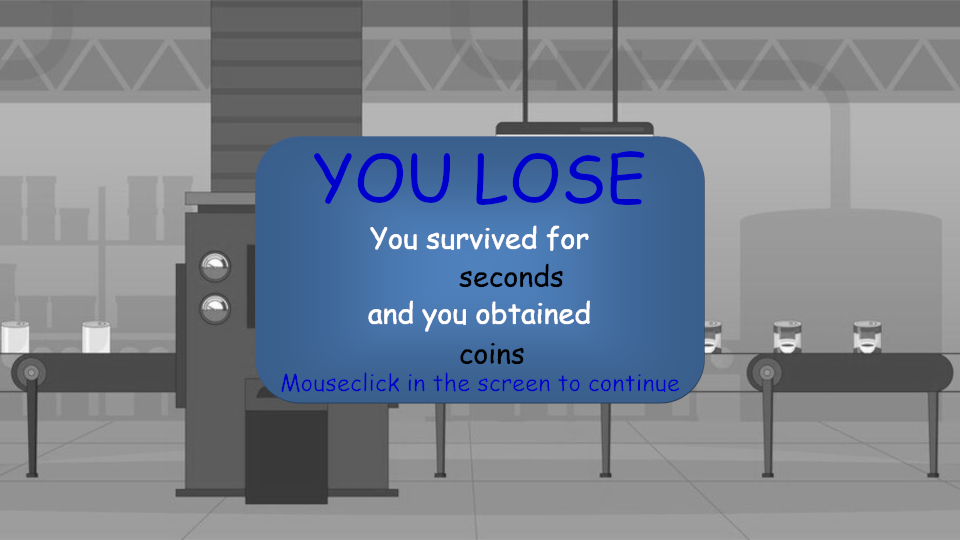 YOU LOSE
You survived for
seconds
and you obtained
coins
Mouseclick in the screen to continue